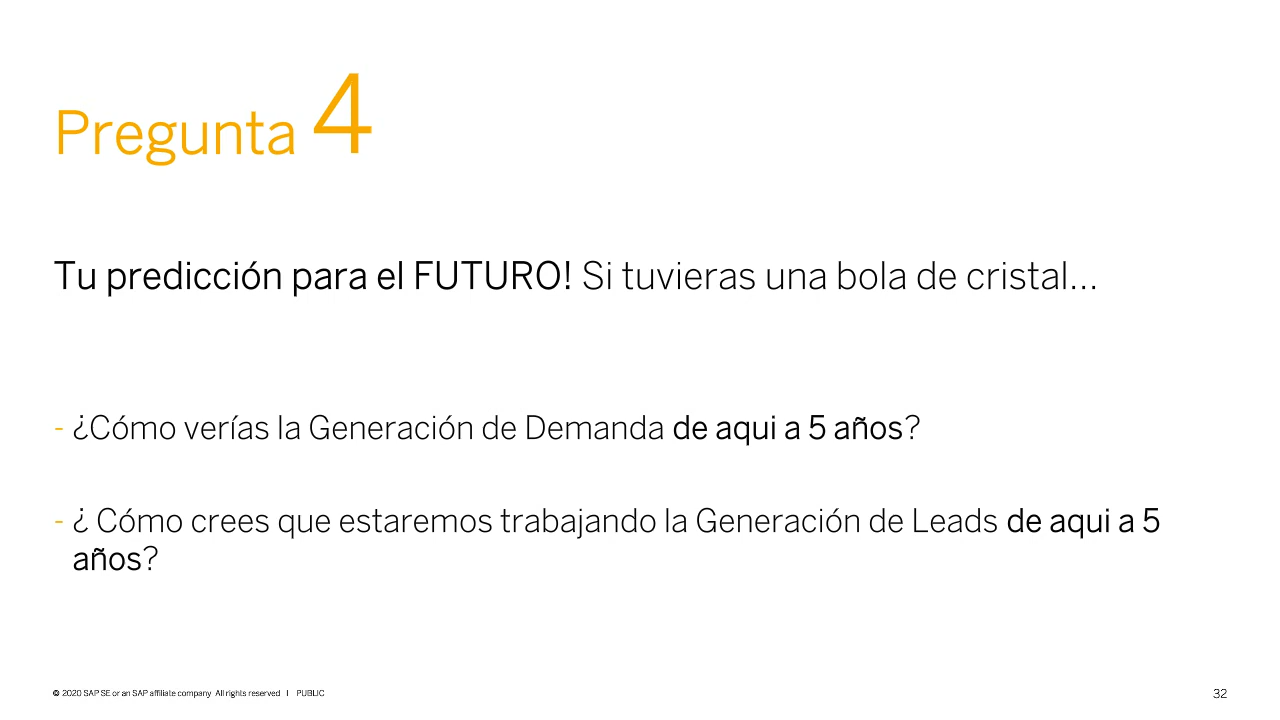 Pregunta 4
Tu predicción para el FUTURO! Si tuvieras una bola de cristal...
- ¿Cómo verías la Generación de Demanda de aqui a 5 años?
- ¿ Cómo crees que estaremos trabajando la Generación de Leads de aqui a 5
años?
© 2020 SAP SE or an SAP affiliate company All rights reserved I PUBLIC
32